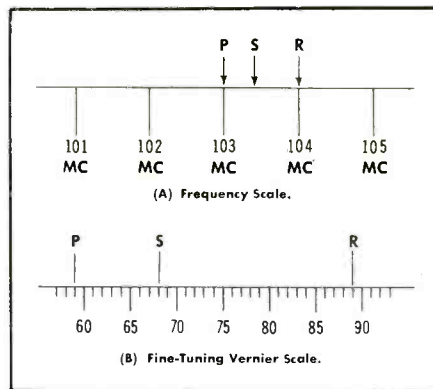 P S R
101 102 103 104 105
MC MC MC MC MC
(A) Frequency Scale.
P S R
60 65 70 75 80 85 90
(B) Fine-Tuning Vernier Scale.